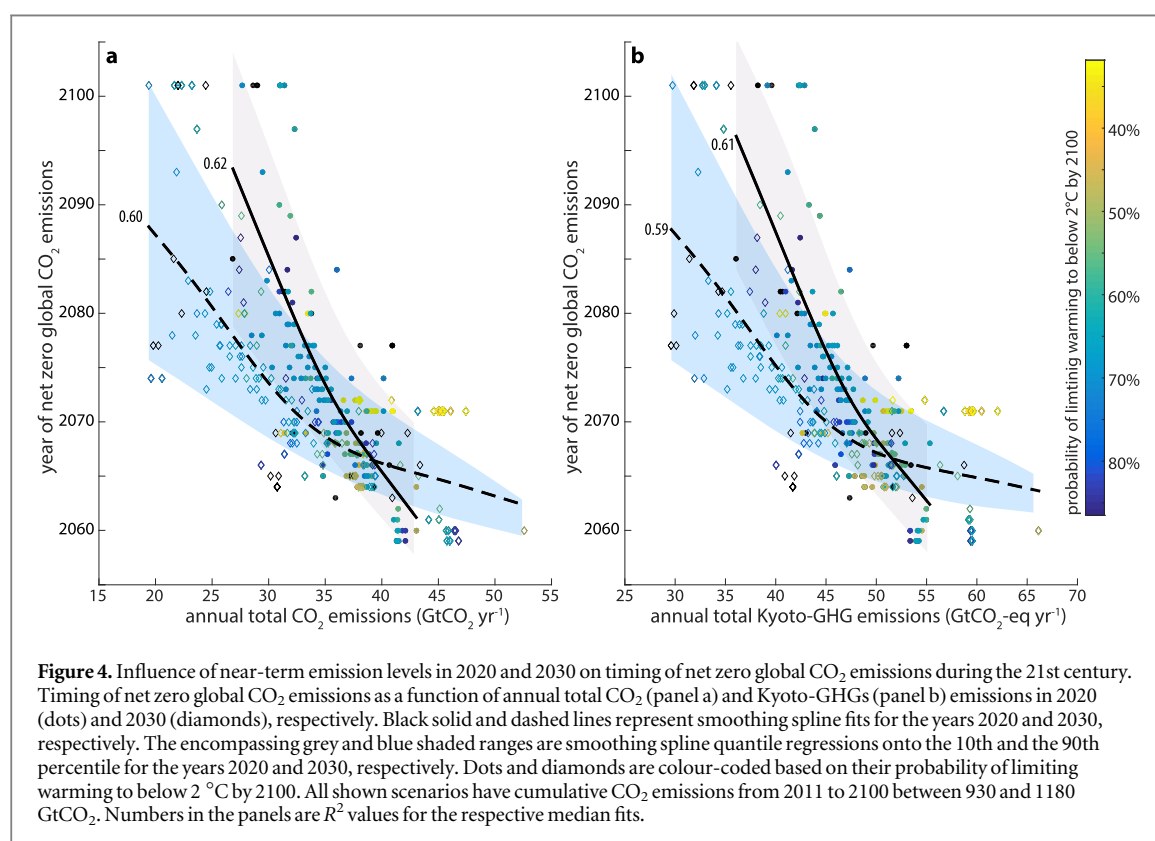 a
b
2100
2090
2080
2070
2060
year of net zero global CO2 emissions
0.62
0.60
15 20 25 30 35 40 45 50 55
annual total CO2 emissions (GtCO2 yr-1)
2100
2090
2080
2070
2060
year of net zero global CO2 emissions
0.61
0.59
25 30 35 40 45 50 55 60 65 70
annual total Kyoto-GHG emissions (GtCO2-eq yr-1)
40%
50%
60%
70%
80%
probability of limtinig warming to below 2°C by 2100
Figure 4. Influence of near-term emission levels in 2020 and 2030 on timing of net zero global CO2 emissions during the 21st century.
Timing of net zero global CO2 emissions as a function of annual total CO2 (panel a) and Kyoto-GHGs (panel b) emissions in 2020
(dots) and 2030 (diamonds), respectively. Black solid and dashed lines represent smoothing spline fits for the years 2020 and 2030,
respectively. The encompassing grey and blue shaded ranges are smoothing spline quantile regressions onto the 10th and the 90th
percentile for the years 2020 and 2030, respectively. Dots and diamonds are colour-coded based on their probability of limiting
warming to below 2 °C by 2100. All shown scenarios have cumulative CO2 emissions from 2011 to 2100 between 930 and 1180
GtCO2. Numbers in the panels are R2 values for the respective median fits.